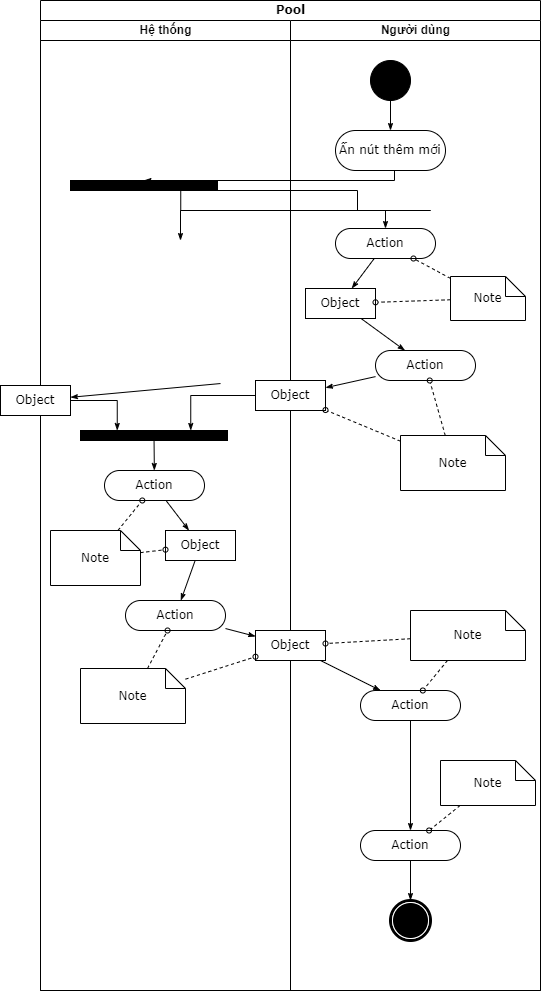 Pool
Hệ thống
Người dùng
Ấn nút thêm mới
Action
Note
Object
Action
Object
Object
Note
Action
Note
Object
Action
Note
Object
Note
Action
Note
Action